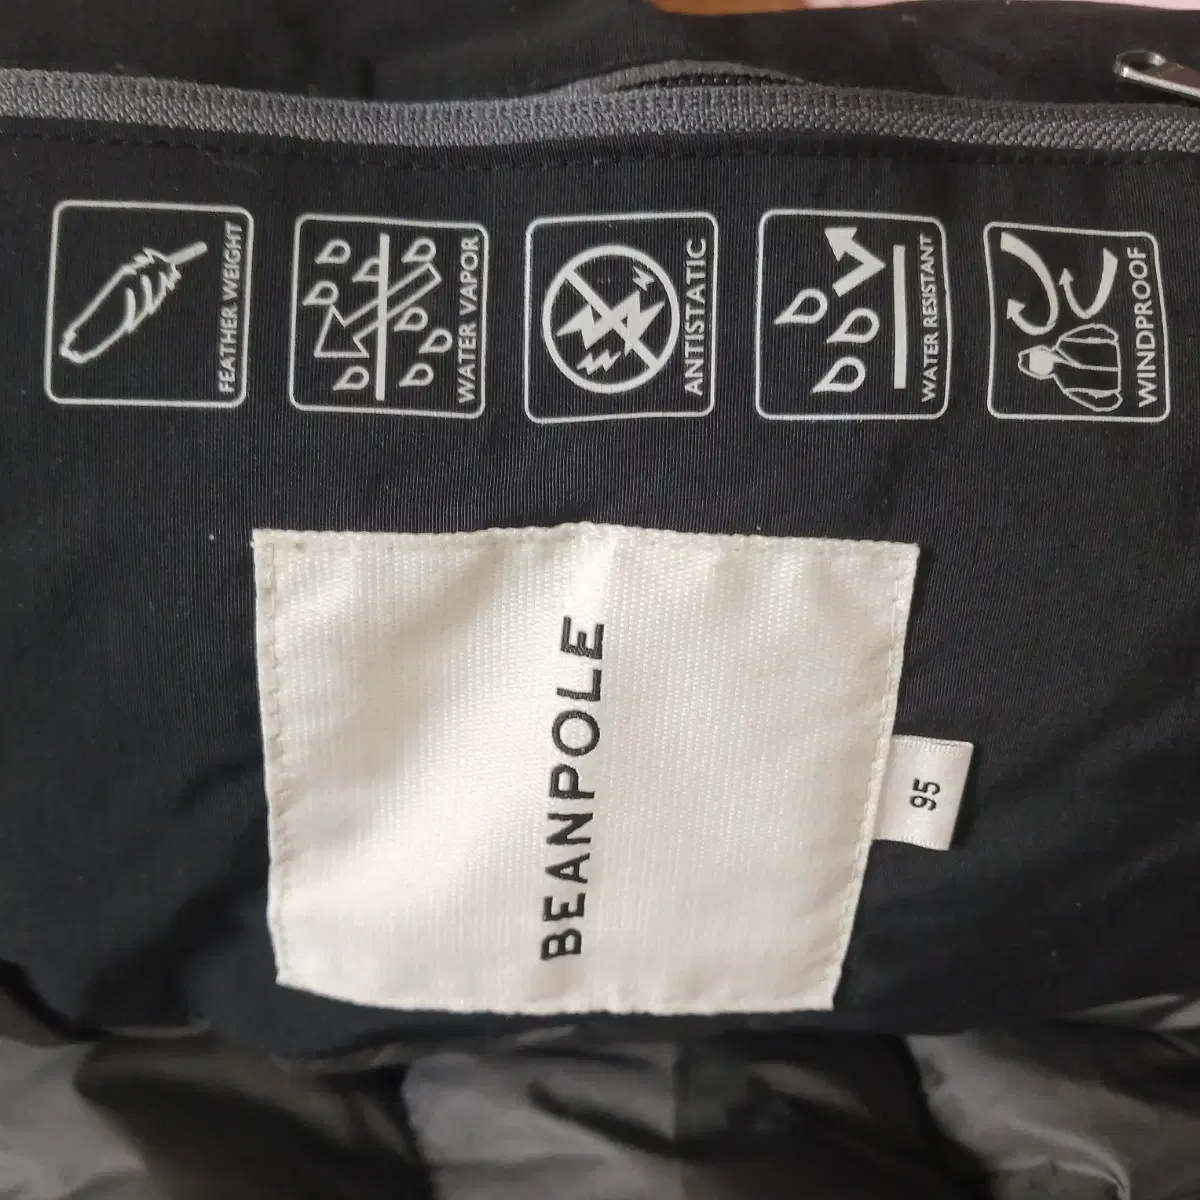 FEATHER WEIGHT
WATER VAPOR
ANTISTATIC
WATER RESISTANT
WINDPROOF
BEANPOLE
95